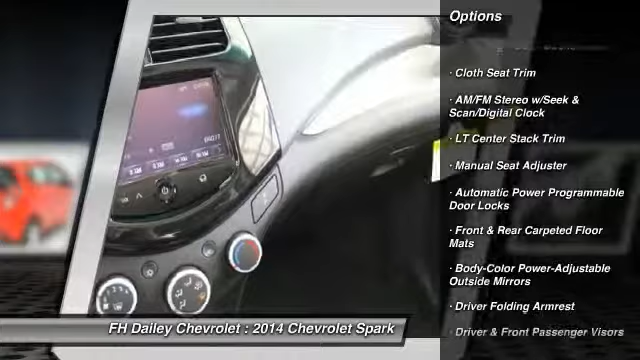 Options
· Cloth Seat Trim
· AM/FM Stereo w/Seek &
Scan/Digital Clock
· LT Center Stack Trim
· Manual Seat Adjuster
· Automatic Power Programmable
Door Locks
· Front & Rear Carpeted Floor
Mats
· Body-Color Power-Adjustable
Outside Mirrors
· Driver Folding Armrest
· Driver & Front Passenger Visors
FH Dailey Chevrolet : 2014 Chevrolet Spark